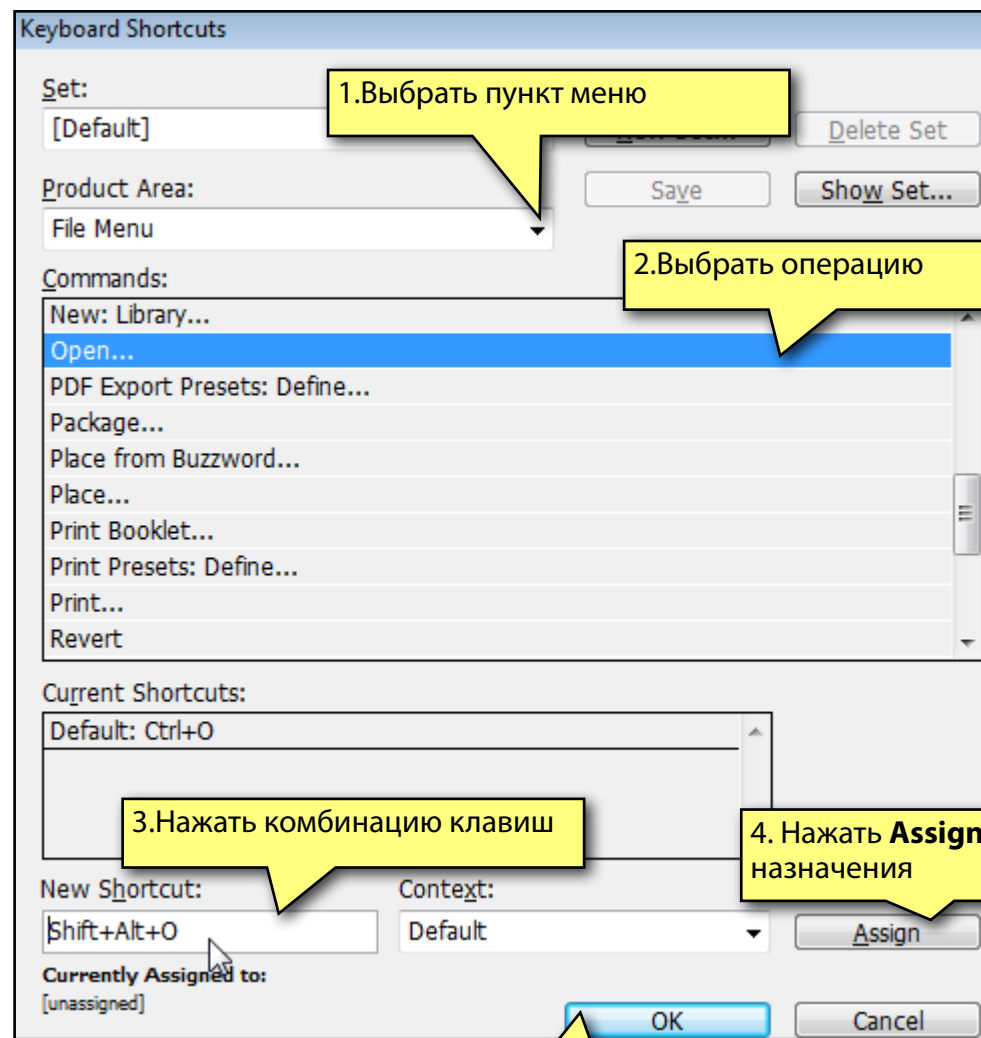 Keyboard Shortcuts
Set:
1.Выбрать пункт меню
[Default]
Delete Set
Product Area:
Save
Show Set...
File Menu
2.Выбрать операцию
Commands:
New: Library...
Open...
PDF Export Presets: Define...
Package...
Place from Buzzword...
Place...
Print Booklet...
Print Presets: Define...
Print...
Revert
Current Shortcuts:
Default: Ctrl+O
3.Нажать комбинацию клавиш
4. Нажать Assign
назначения
New Shortcut:
Context:
Shift+Alt+O
Default
Assign
Currently Assigned to:
[unassigned]
OK
Cancel